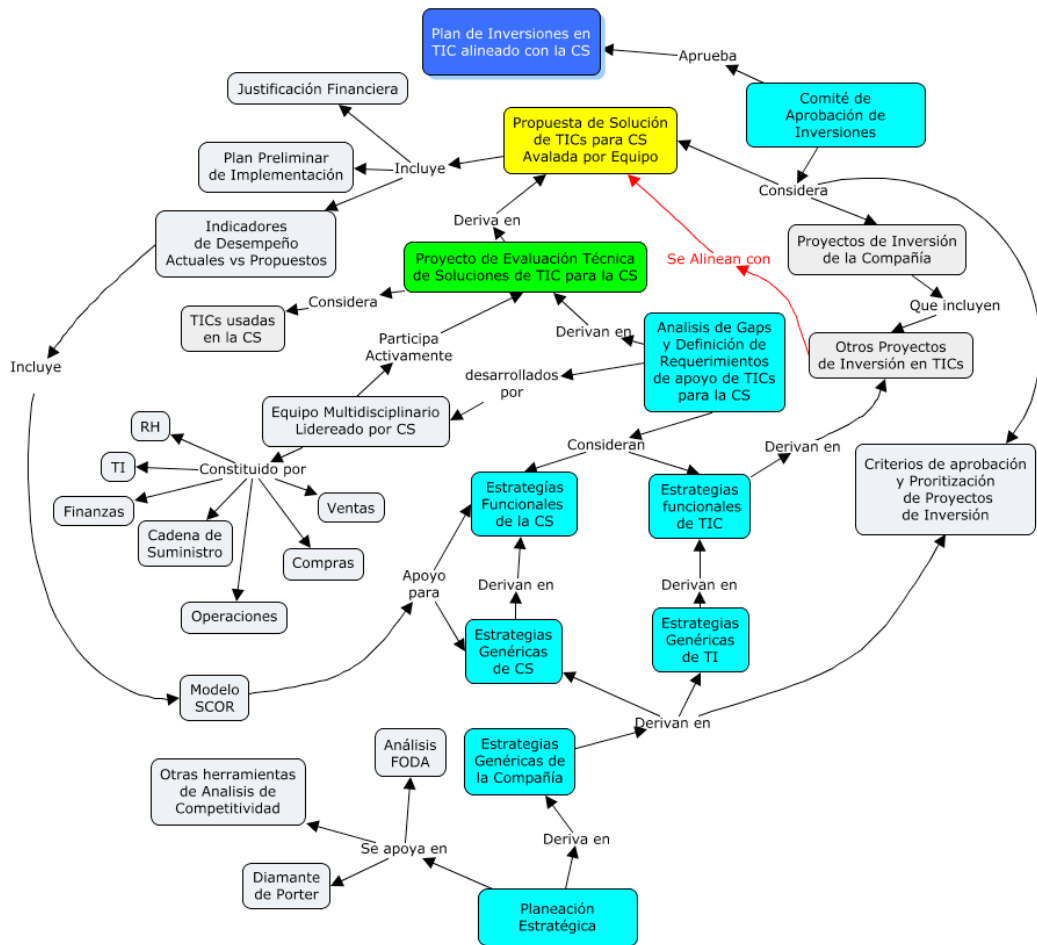 Plan de Inversiones en
TIC alineado con la CS
Aprueba
Justificación Financiera
Comité de
Aprobación de
Inversiones
Propuesta de Solución
de TICs para CS
Avalada por Equipo
Plan Preliminar
de Implementación
Incluye
Considera
Indicadores
de Desempeño
Actuales vs Propuestos
Deriva en
Proyectos de Inversión
de la Compañía
Proyecto de Evaluación Técnica
de Soluciones de TIC para la CS
Se Alinean con
Considera
Que incluyen
TICs usadas
en la CS
Participa
Activamente
Derivan en
Analisis de Gaps
y Definición de
Requerimientos
de apoyo de TICs
para la CS
Otros Proyectos
de Inversión en TICs
Incluye
desarrollados
por
Equipo Multidisciplinario
Lidereado por CS
RH
Consideran
Derivan en
Criterios de aprobación
y Proritización
de Proyectos
de Inversión
TI
Constituido por
Estrategías
Funcionales
de la CS
Estrategias
funcionales
de TIC
Finanzas
Ventas
Cadena de
Suministro
Compras
Apoyo
para
Derivan en
Derivan en
Operaciones
Estrategias
Genéricas
de CS
Estrategias
Genéricas
de TI
Modelo
SCOR
Derivan en
Análisis
FODA
Estrategias
Genéricas de
la Compañía
Otras herramientas
de Analisis de
Competitividad
Se apoya en
Deriva en
Diamante
de Porter
Planeación
Estratégica